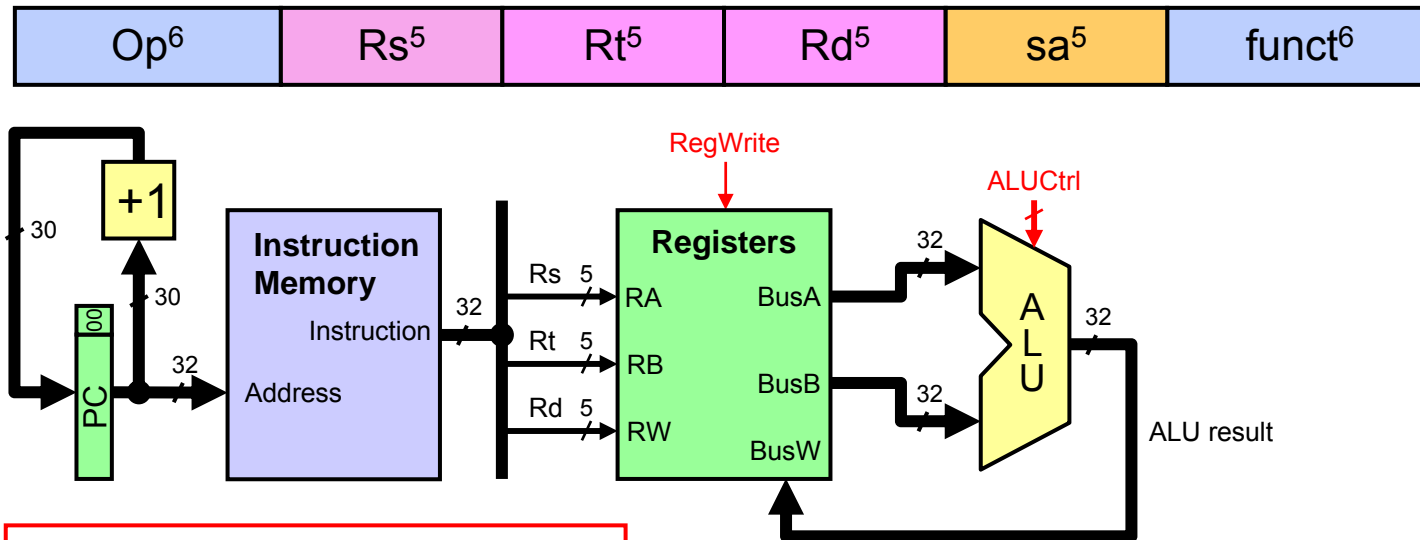 Op⁶ Rs⁵ Rt⁵ Rd⁵ sa⁵ funct⁶
RegWrite
ALUCtrl
+1
30
30
00
PC
32
Instruction
Memory
Instruction
Address
32
Rs 5
Rt 5
Rd 5
Registers
RA
RB
RW
BusA
BusB
BusW
32
32
A
L
U
32
ALU result